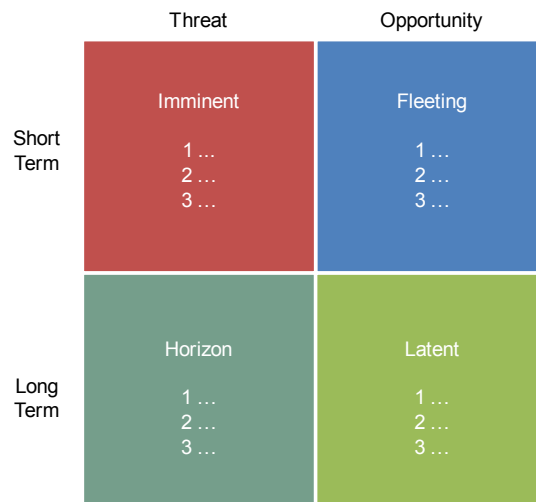 Threat
Opportunity
Short
Term
Imminent
1 ...
2 ...
3 ...
Fleeting
1 ...
2 ...
3 ...
Long
Term
Horizon
1 ...
2 ...
3 ...
Latent
1 ...
2 ...
3 ...